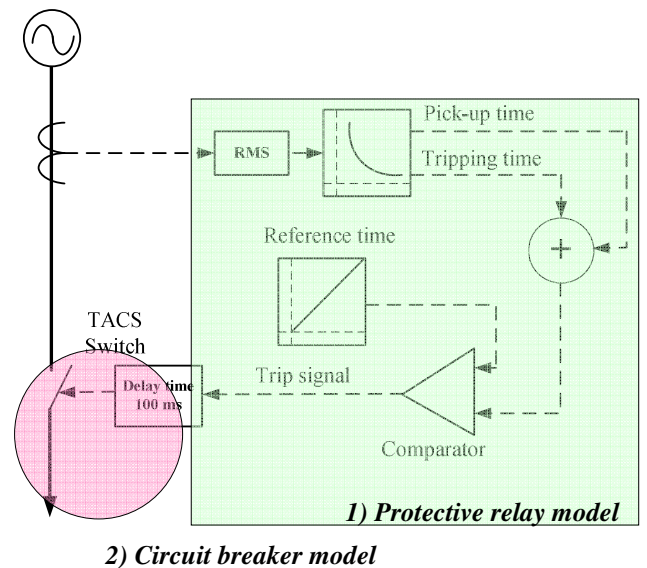 Pick-up time
RMS
Tripping time
+
Reference time
TACS
Switch
Delay time
100 ms
Trip signal
Comparator
1) Protective relay model
2) Circuit breaker model